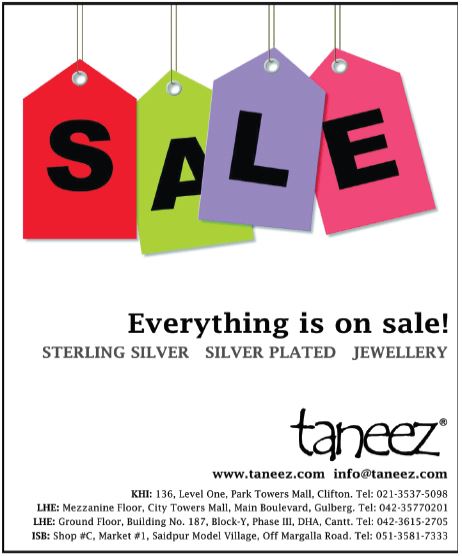 SALE
Everything is on sale!
STERLING SILVER SILVER PLATED JEWELLERY
taneez®
www.taneez.com info@taneez.com
KHI: 136, Level One, Park Towers Mall, Clifton. Tel: 021-3537-5098
LHE: Mezzanine Floor, City Towers Mall, Main Boulevard, Gulberg. Tel: 042-35770201
LHE: Ground Floor, Building No. 187, Block-Y, Phase III, DHA, Cantt. Tel: 042-3615-2705
ISB: Shop #C, Market #1, Saidpur Model Village, Off Margalla Road. Tel: 051-3581-7333